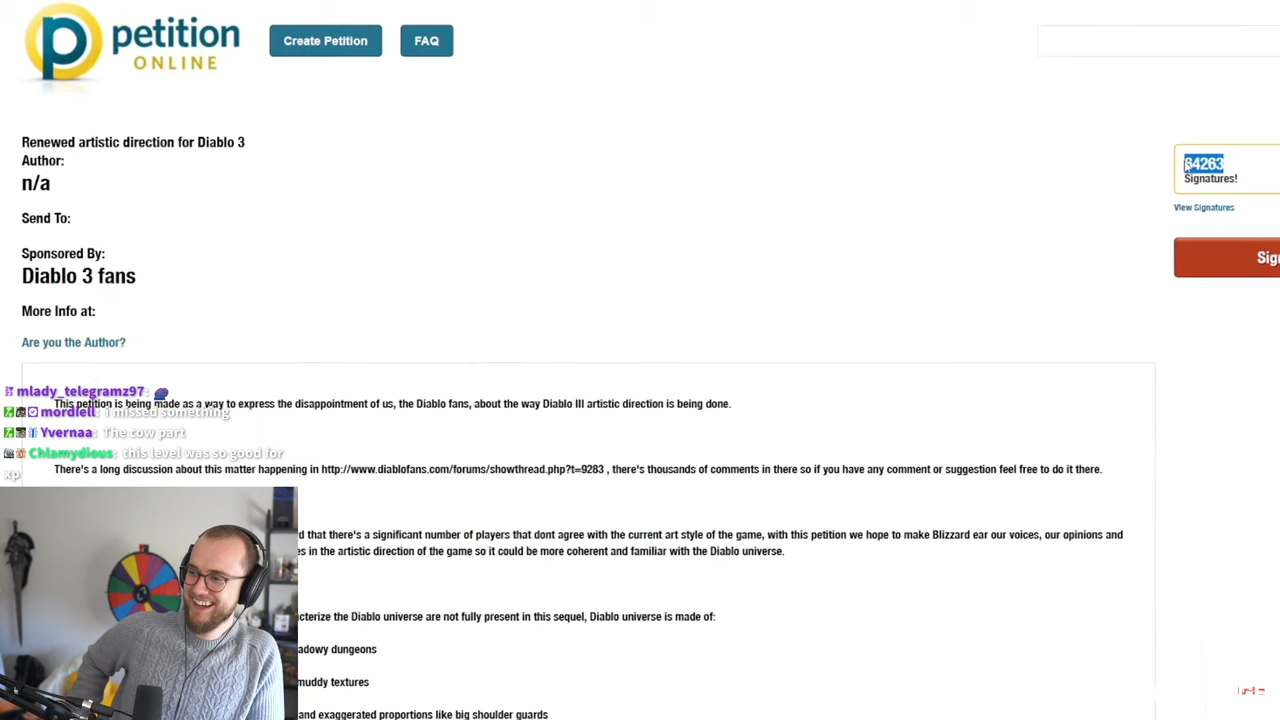 petition
ONLINE
Create Petition
FAQ
Renewed artistic direction for Diablo 3
Author:
n/a
Send To:
Sponsored By:
Diablo 3 fans
More Info at:
Are you the Author?
64263
Signatures!
View Signatures
Sig
mlady_telegramz97:
This petition is being made as a way to express the disappointment of us, the Diablo fans, about the way Diablo III artistic direction is being done.
mordiell: i missed something
Yvernaa: The cow part
Chlamydious: this level was so good for
xp
There's a long discussion about this matter happening in http://www.diablofans.com/forums/showthread.php?t=9283 , there's thousands of comments in there so if you have any comment or suggestion feel free to do it there.
that there's a significant number of players that dont agree with the current art style of the game, with this petition we hope to make Blizzard ear our voices, our opinions and
in the artistic direction of the game so it could be more coherent and familiar with the Diablo universe.
cterize the Diablo universe are not fully present in this sequel, Diablo universe is made of:
adowy dungeons
muddy textures
and exaggerated proportions like big shoulder guards